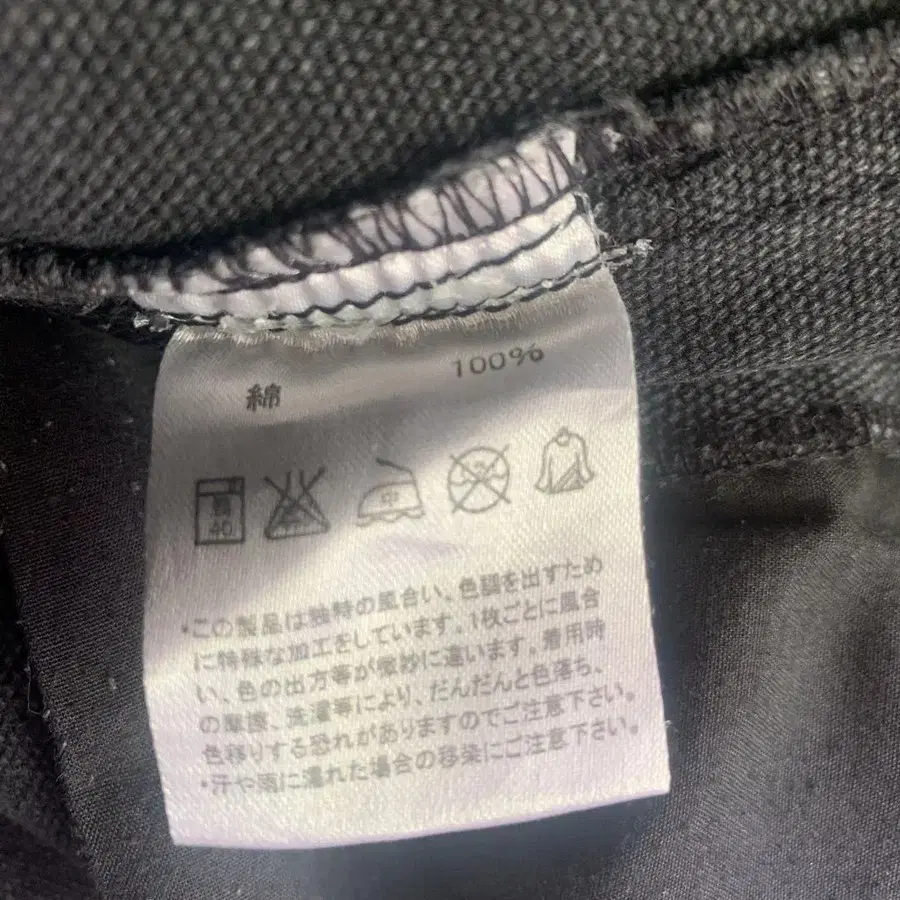 綿 100%
弱 40
中
・この製品は独特の風合い、色調を出すため
に特殊な加工をしています。1枚ごとに風合
い、色の出方等が微妙に違います。着用時
の摩擦、洗濯等により、だんだんと色落ち、
色移りする恐れがありますのでご注意下さい。
・汗や雨に濡れた場合の移染にご注意下さい。